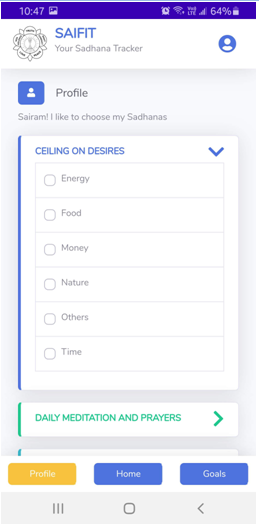 10:47 64%
SAIFIT
Your Sadhana Tracker
Profile
Sairam! I like to choose my Sadhanas
CEILING ON DESIRES
Energy
Food
Money
Nature
Others
Time
DAILY MEDITATION AND PRAYERS
Profile Home Goals